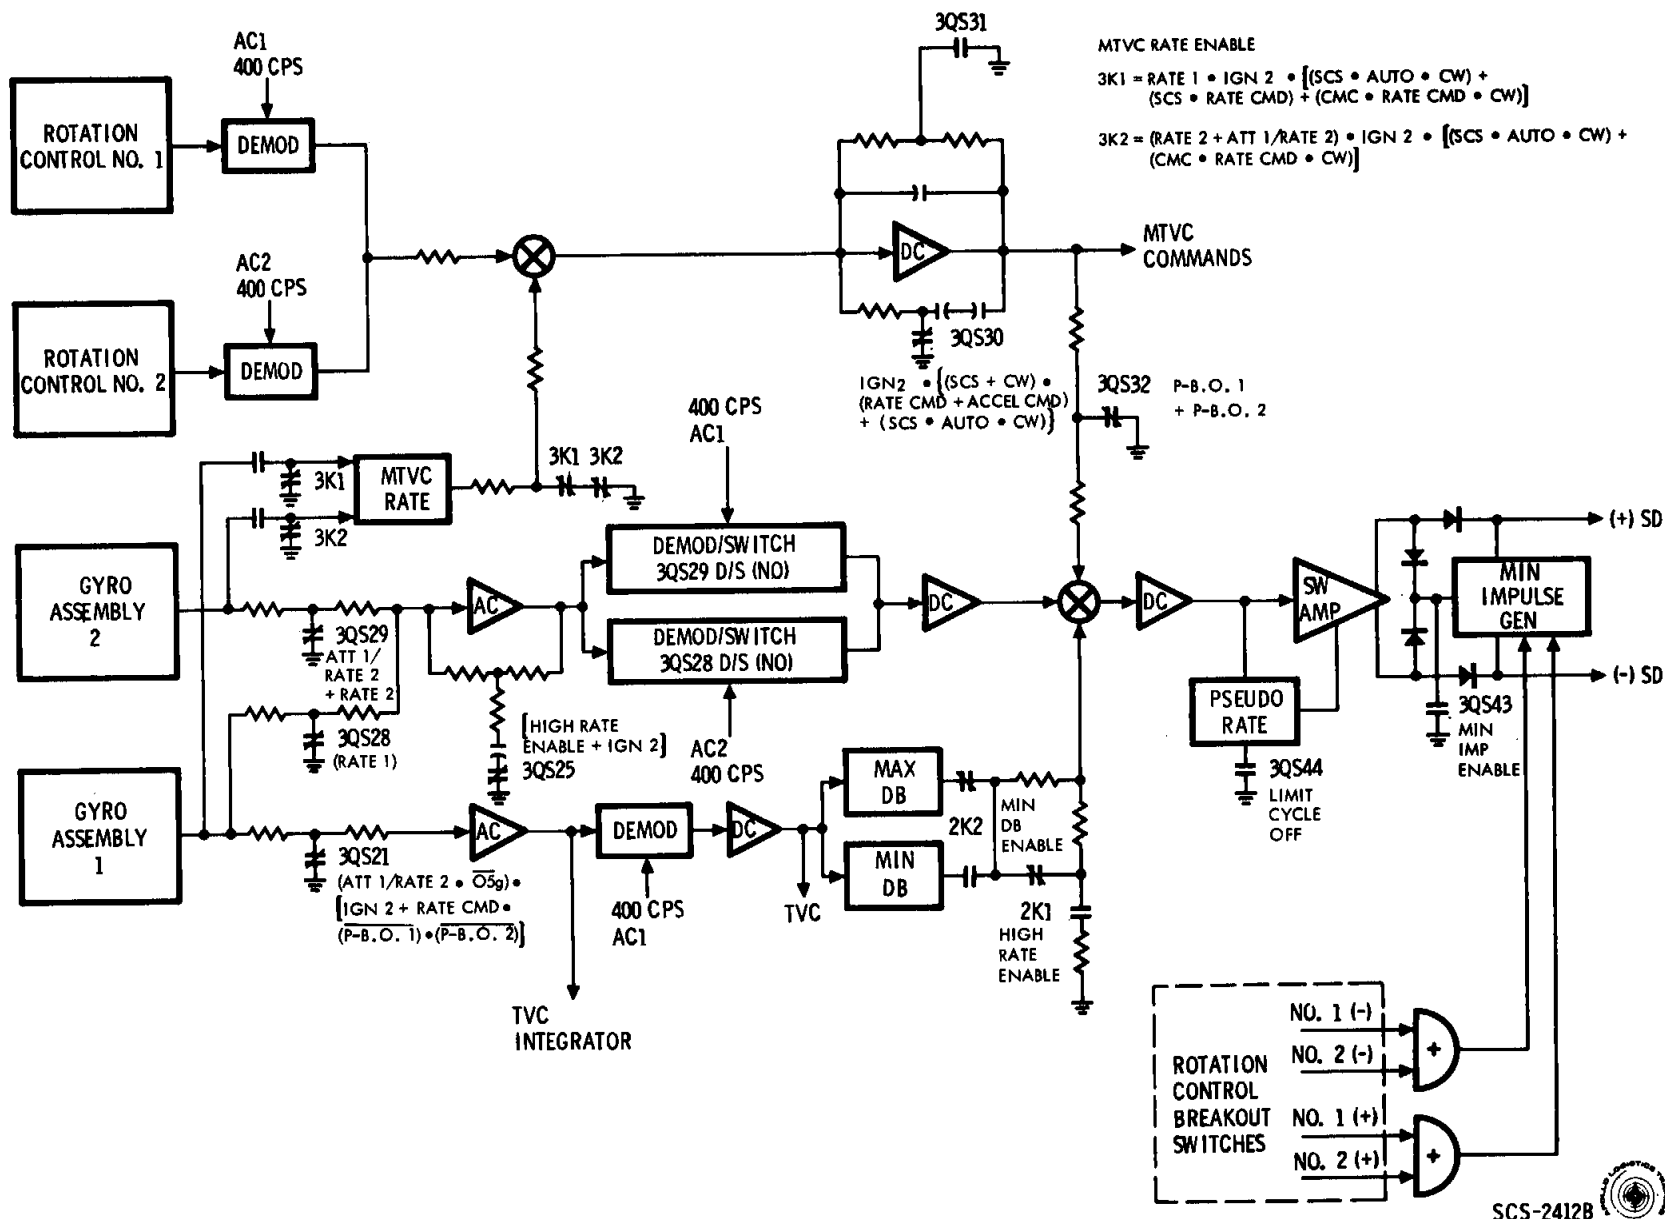 3QS31
MTVC RATE ENABLE
3K1 = RATE 1 • IGN 2 • [(SCS • AUTO • CW) +
(SCS • RATE CMD) + (CMC • RATE CMD • CW)]
3K2 = (RATE 2 + ATT 1/RATE 2) • IGN 2 • [(SCS • AUTO • CW) +
(CMC • RATE CMD • CW)]
AC1
400 CPS
ROTATION
CONTROL NO. 1
DEMOD
AC2
400 CPS
ROTATION
CONTROL NO. 2
DEMOD
DC
MTVC
COMMANDS
3QS30
IGN2 • {(SCS + CW) •
(RATE CMD + ACCEL CMD)
+ (SCS • AUTO • CW)}
3QS32
P-B.O. 1
+ P-B.O. 2
3K1
3K2
MTVC
RATE
3K1 3K2
400 CPS
AC1
GYRO
ASSEMBLY
2
3QS29
ATT 1/
RATE 2
+ RATE 2
AC
DEMOD/SWITCH
3QS29 D/S (NO)
DEMOD/SWITCH
3QS28 D/S (NO)
AC2
400 CPS
DC
DC
SW
AMP
MIN
IMPULSE
GEN
(+) SD
(-) SD
3QS28
(RATE 1)
[HIGH RATE
ENABLE + IGN 2]
3QS25
PSEUDO
RATE
3QS44
LIMIT
CYCLE
OFF
3QS43
MIN
IMP
ENABLE
GYRO
ASSEMBLY
1
3QS21
(ATT 1/RATE 2 • O̅5̅g̅) •
[IGN 2 + RATE CMD •
(P̅-̅B̅.̅O̅.̅ ̅1̅) • (P̅-̅B̅.̅O̅.̅ ̅2̅)]
AC
DEMOD
400 CPS
AC1
DC
TVC
MAX
DB
MIN
DB
2K2
MIN
DB
ENABLE
2K1
HIGH
RATE
ENABLE
TVC
INTEGRATOR
ROTATION
CONTROL
BREAKOUT
SWITCHES
NO. 1 (-)
NO. 2 (-)
+
NO. 1 (+)
NO. 2 (+)
+
SCS-2412B